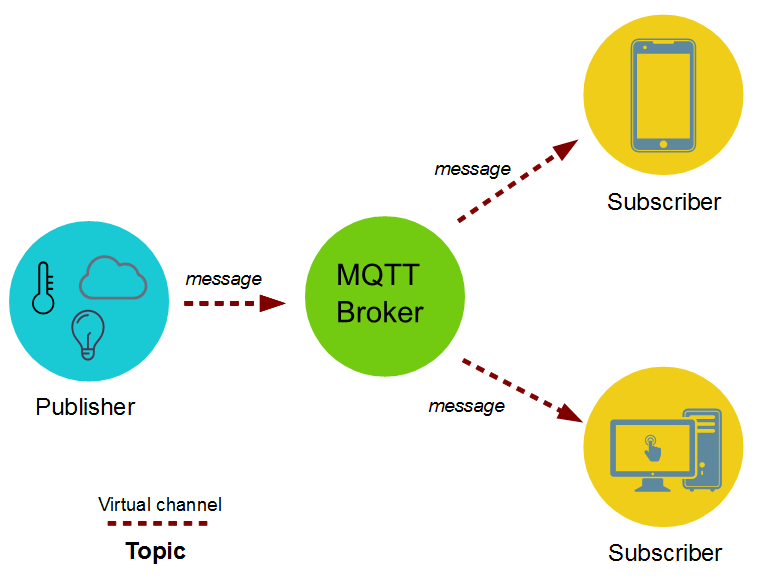 message
Subscriber
message
MQTT
Broker
Publisher
message
Subscriber
Virtual channel
Topic